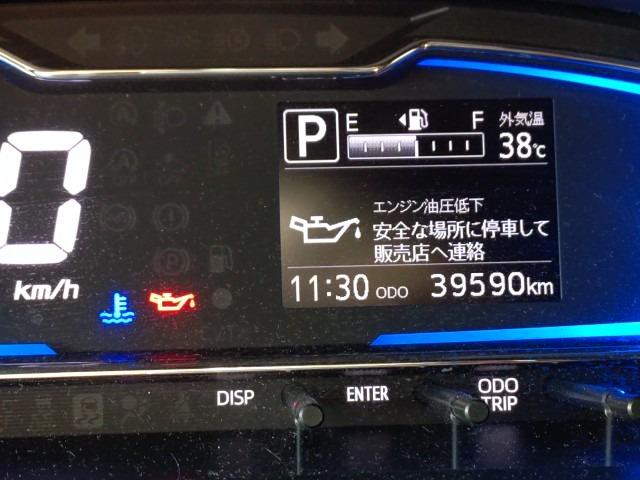 P
E F
外気温
38℃
エンジン油圧低下
安全な場所に停車して
販売店へ連絡
0
km/h
11:30 ODO 39590km
DISP
ENTER
ODO
TRIP